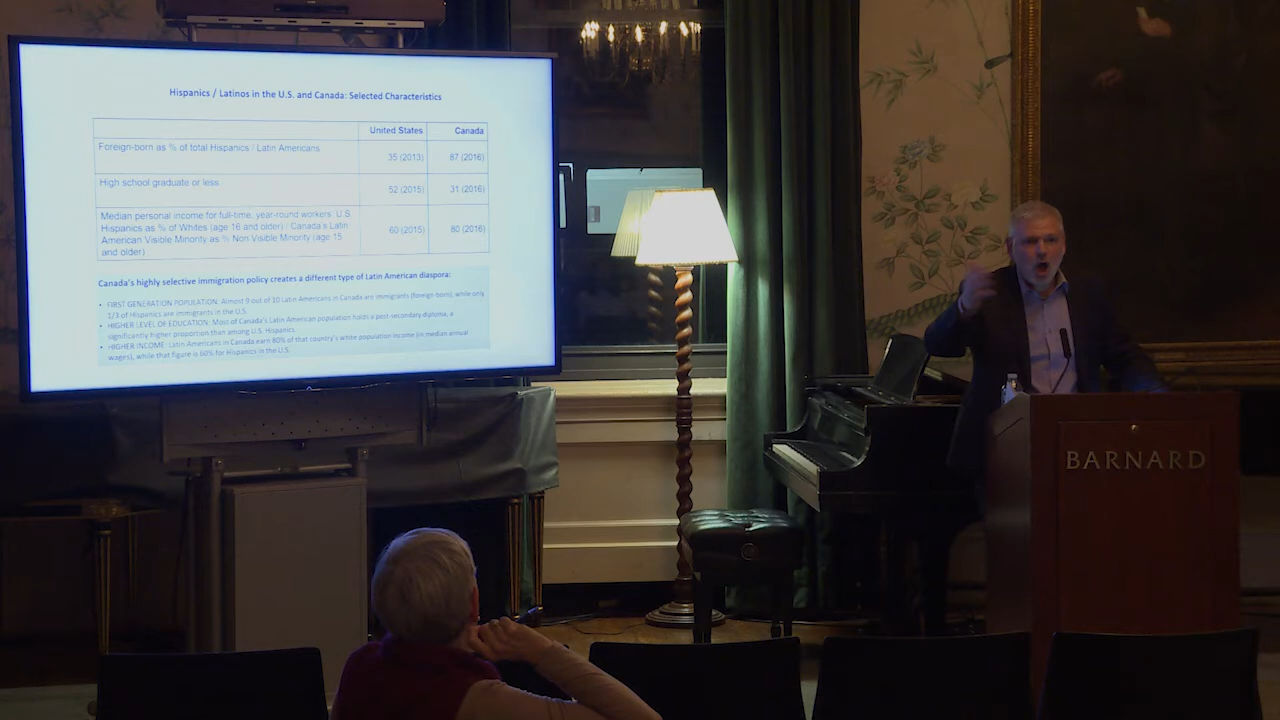 Hispanics / Latinos in the U.S. and Canada: Selected Characteristics
United States Canada
Foreign-born as % of total Hispanics / Latin Americans 35 (2013) 87 (2016)
High school graduate or less 52 (2015) 31 (2016)
Median personal income for full-time, year-round workers U.S.
Hispanics as % of Whites (age 16 and older) / Canada's Latin
American Visible Minority as % Non Visible Minority (age 15
and older) 60 (2015) 80 (2016)
Canada's highly selective immigration policy creates a different type of Latin American diaspora:
• FIRST GENERATION POPULATION: Almost 9 out of 10 Latin Americans in Canada are immigrants (foreign-born), while only
1/3 of Hispanics are immigrants in the U.S.
• HIGHER LEVEL OF EDUCATION: Most of Canada's Latin American population holds a post-secondary diploma, a
significantly higher proportion than among U.S. Hispanics.
• HIGHER INCOME: Latin Americans in Canada earn 80% of that country's white population income (in median annual
wages), while that figure is 60% for Hispanics in the U.S.
BARNARD